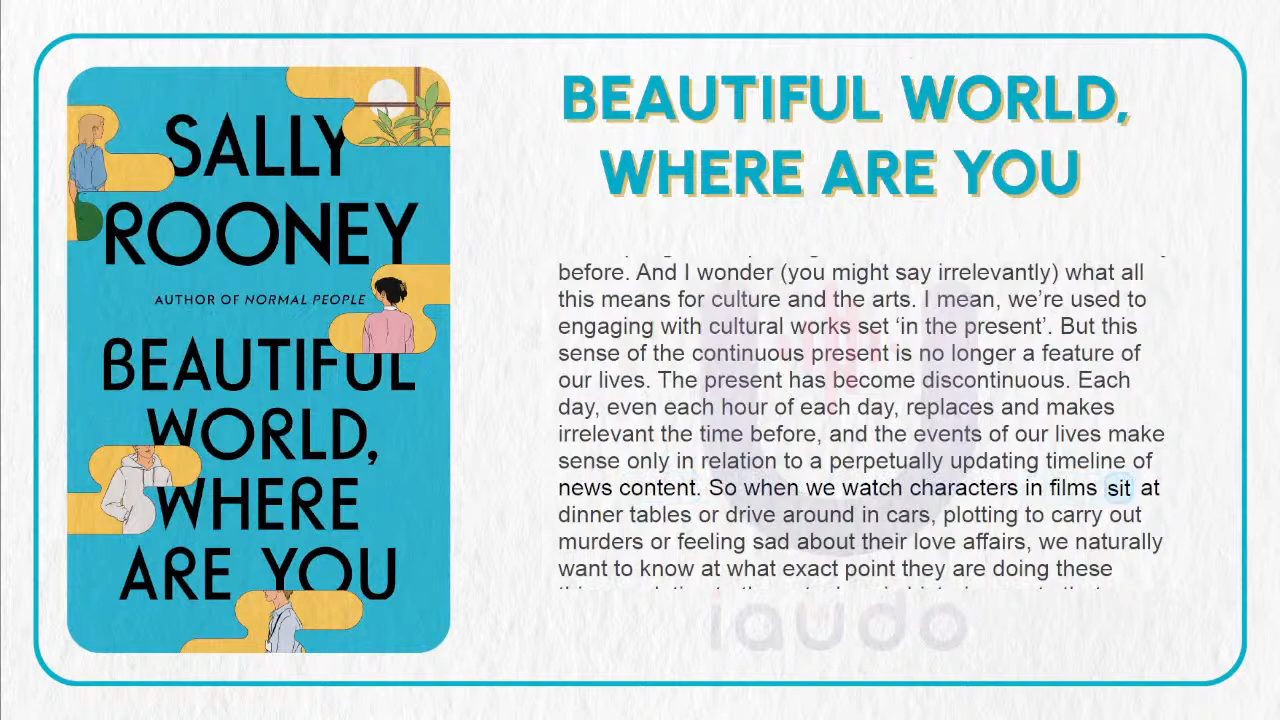 SALLY
ROONEY
AUTHOR OF NORMAL PEOPLE
BEAUTIFUL
WORLD,
WHERE
ARE YOU
BEAUTIFUL WORLD,
WHERE ARE YOU
before. And I wonder (you might say irrelevantly) what all
this means for culture and the arts. I mean, we’re used to
engaging with cultural works set ‘in the present’. But this
sense of the continuous present is no longer a feature of
our lives. The present has become discontinuous. Each
day, even each hour of each day, replaces and makes
irrelevant the time before, and the events of our lives make
sense only in relation to a perpetually updating timeline of
news content. So when we watch characters in films sit at
dinner tables or drive around in cars, plotting to carry out
murders or feeling sad about their love affairs, we naturally
want to know at what exact point they are doing these
iaudo